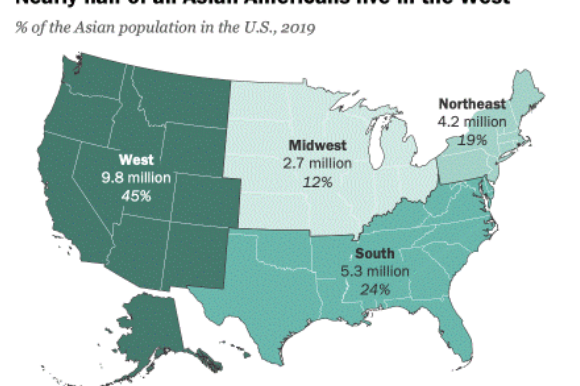 Nearly half of all Asian Americans live in the West
% of the Asian population in the U.S., 2019
Northeast
4.2 million
19%
Midwest
2.7 million
12%
West
9.8 million
45%
South
5.3 million
24%